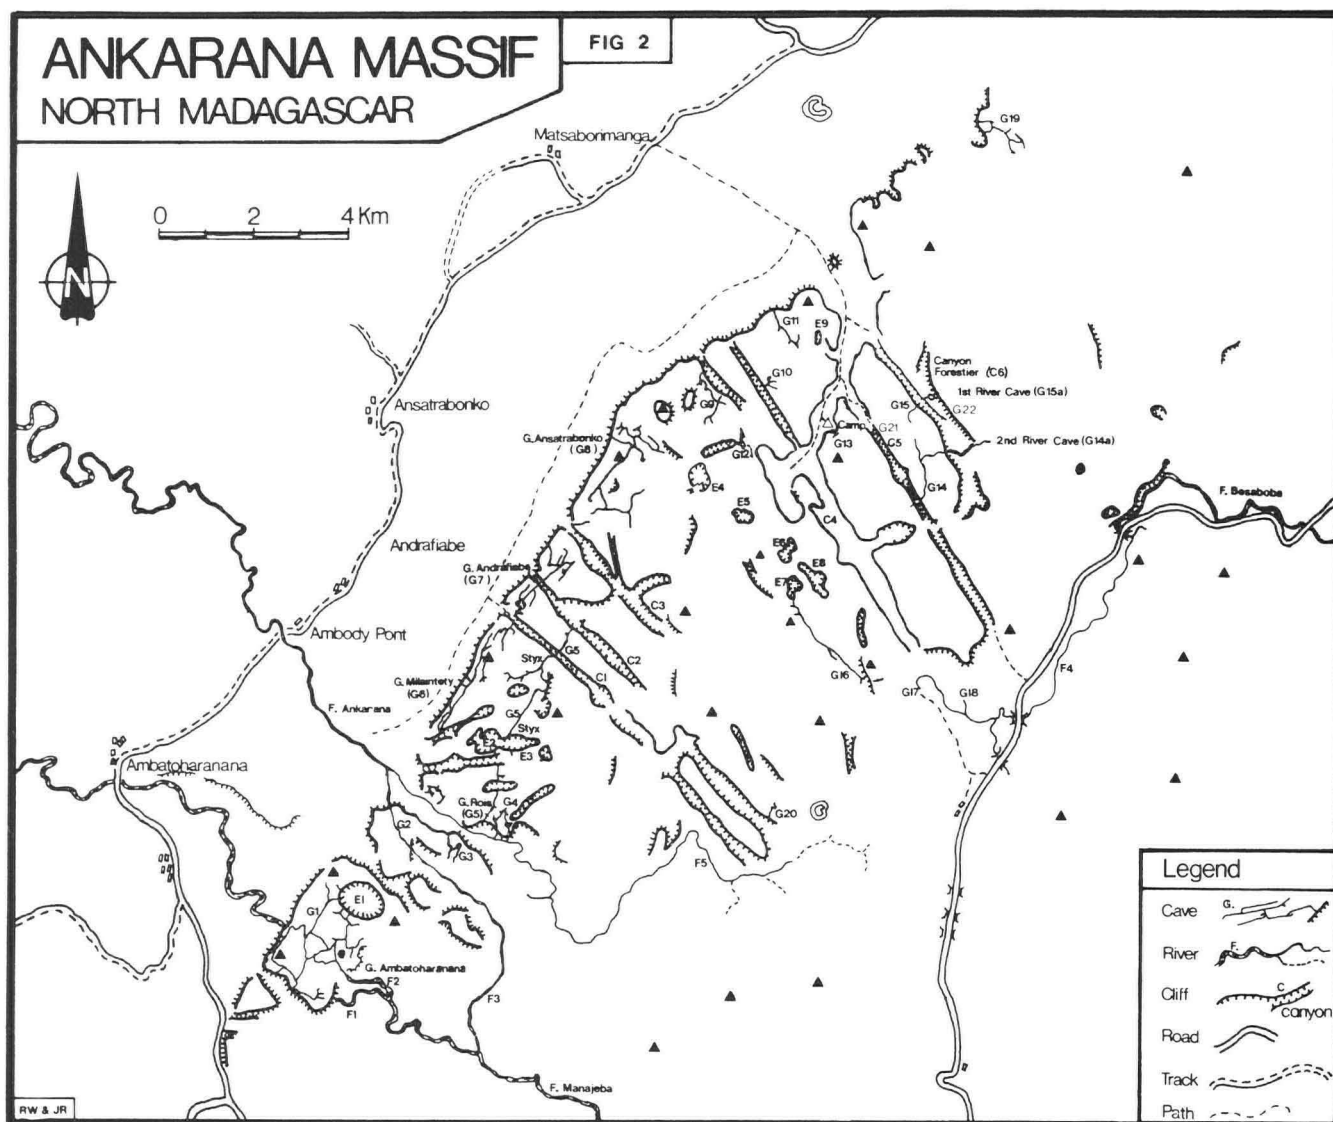 ANKARANA MASSIF
NORTH MADAGASCAR
FIG 2
Matsaborimanga
G19
0 2 4 Km
N
G11
E9
Canyon
Forestier (C6)
G10
1st River Cave (G15a)
G15
G22
Ansatrabonko
G9
Camp
G21
G13
C5
2nd River Cave (G14a)
G. Ansatrabonko
(G8)
G12
E4
G14
E5
F. Besaboba
C4
Andrafiabe
E6
E8
G. Andrafiabe
(G7)
E7
C3
Ambody Pont
Styx
G5
C2
G. Milaintety
(G6)
C1
G16
F4
G17
G18
F. Ankarana
G5
Styx
E2
E3
Ambatoharanana
G. Rois
(G5)
G4
G20
G2
G3
F5
Legend
E1
G1
Cave G.
River F.
G. Ambatoharanana
F2
F3
F1
Cliff C
canyon
Road
Track
Path
F. Manajeba
RW & JR